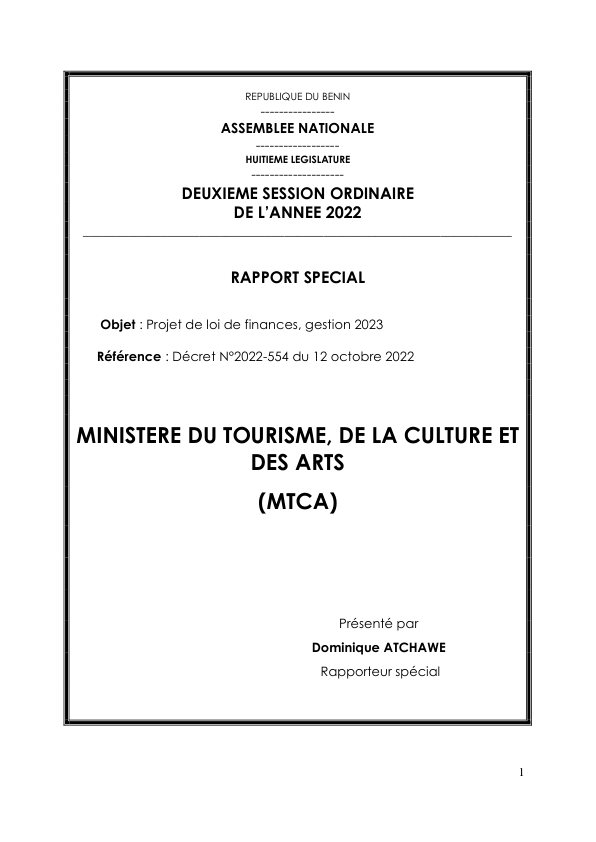 REPUBLIQUE DU BENIN
----------------
ASSEMBLEE NATIONALE
------------------
HUITIEME LEGISLATURE
--------------------
DEUXIEME SESSION ORDINAIRE
DE L'ANNEE 2022
RAPPORT SPECIAL
Objet : Projet de loi de finances, gestion 2023
Référence : Décret N°2022-554 du 12 octobre 2022
MINISTERE DU TOURISME, DE LA CULTURE ET
DES ARTS
(MTCA)
Présenté par
Dominique ATCHAWE
Rapporteur spécial
1